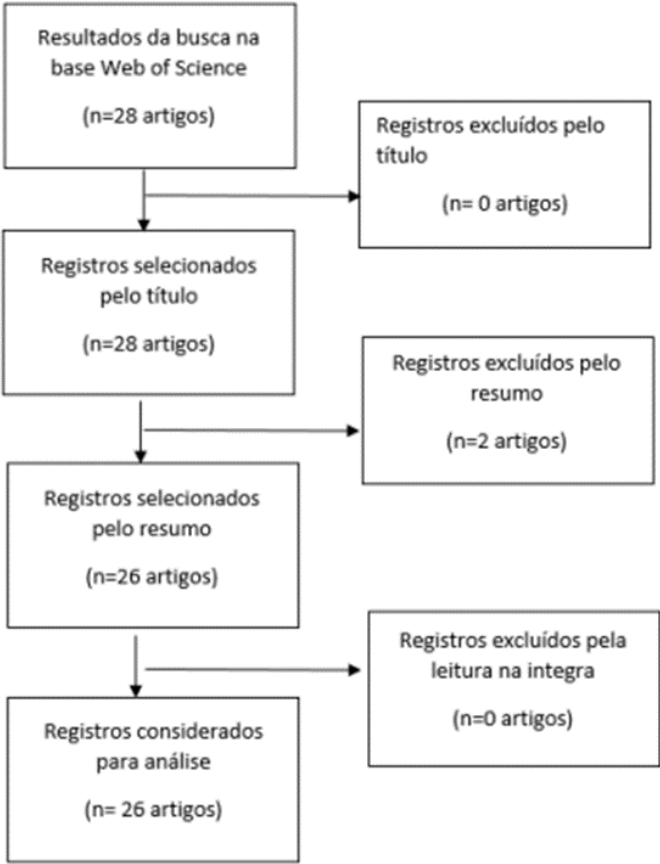 Resultados da busca na
base Web of Science
(n=28 artigos)
Registros excluídos pelo
título
(n= 0 artigos)
Registros selecionados
pelo título
(n=28 artigos)
Registros excluídos pelo
resumo
(n=2 artigos)
Registros selecionados
pelo resumo
(n=26 artigos)
Registros excluídos pela
leitura na integra
(n=0 artigos)
Registros considerados
para análise
(n= 26 artigos)